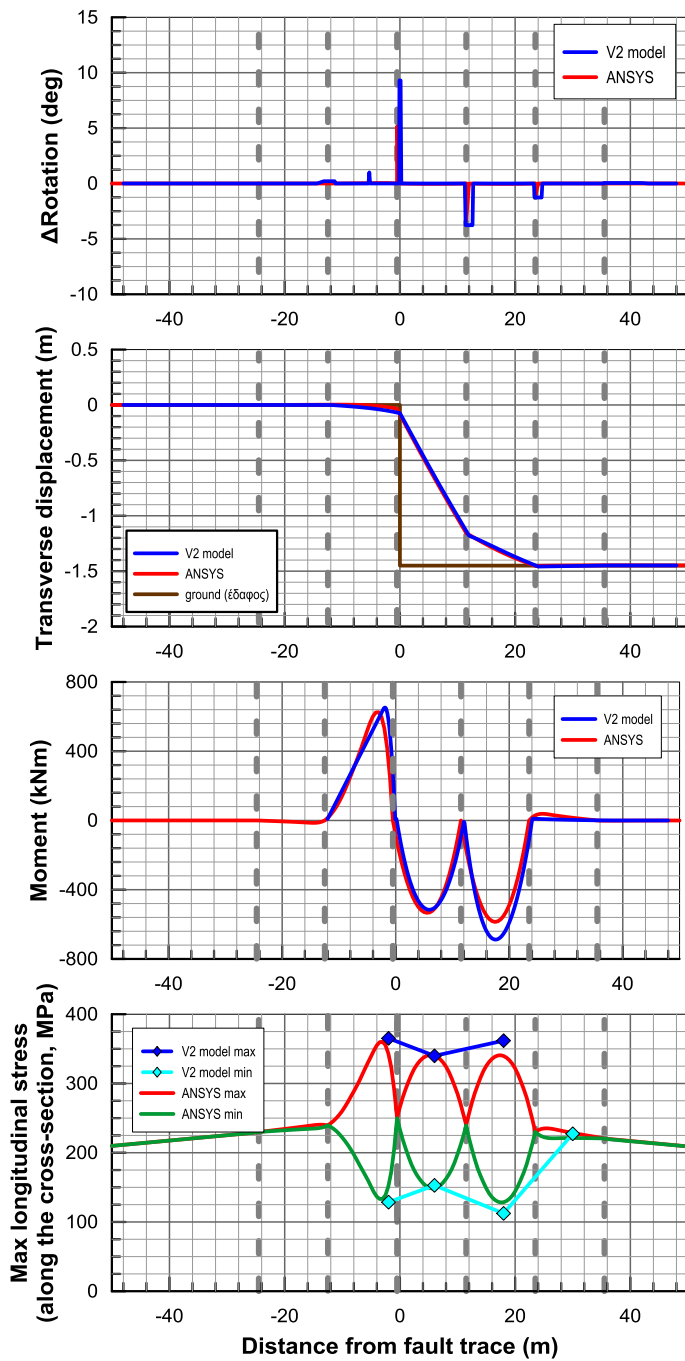 15
10
5
0
-5
-10
ΔRotation (deg)
V2 model
ANSYS
-40 -20 0 20 40
0.5
0
-0.5
-1
-1.5
-2
Transverse displacement (m)
V2 model
ANSYS
ground (έδαφος)
-40 -20 0 20 40
800
400
0
-400
-800
Moment (kNm)
V2 model
ANSYS
-40 -20 0 20 40
400
300
200
100
0
Max longitudinal stress
(along the cross-section, MPa)
V2 model max
V2 model min
ANSYS max
ANSYS min
-40 -20 0 20 40
Distance from fault trace (m)